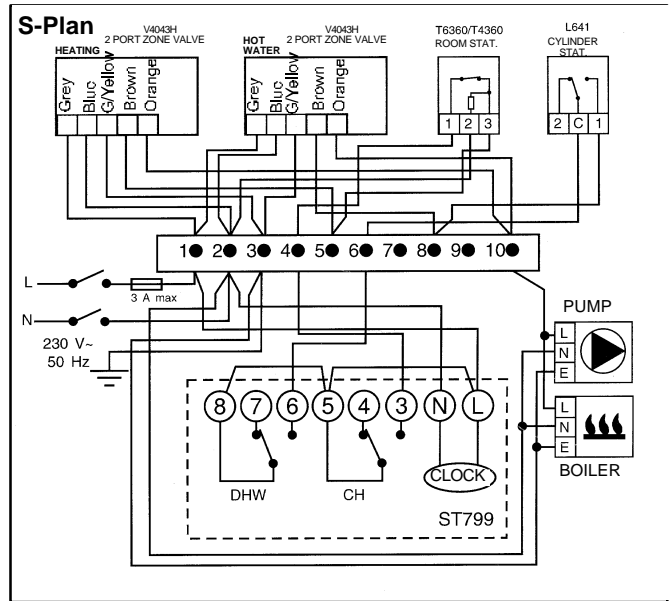 S-Plan
V4043H
2 PORT ZONE VALVE
HEATING
Grey
Blue
G/Yellow
Brown
Orange
V4043H
2 PORT ZONE VALVE
HOT
WATER
Grey
Blue
G/Yellow
Brown
Orange
T6360/T4360
ROOM STAT.
1 2 3
L641
CYLINDER
STAT.
2 C 1
1 2 3 4 5 6 7 8 9 10
L
3 A max
N
230 V~
50 Hz
PUMP
L
N
E
8 7 6 5 4 3 N L
L
N
E
BOILER
CLOCK
DHW
CH
ST799